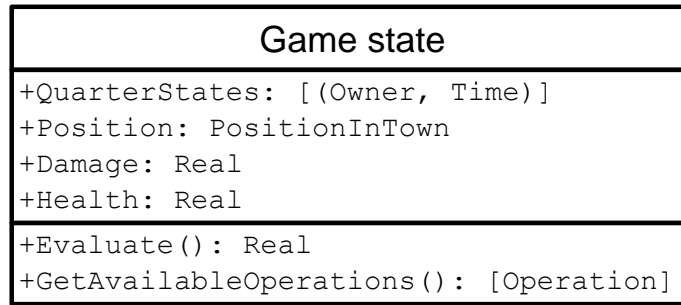 Game state
+QuarterStates: [(Owner, Time)]
+Position: PositionInTown
+Damage: Real
+Health: Real
+Evaluate(): Real
+GetAvailableOperations(): [Operation]